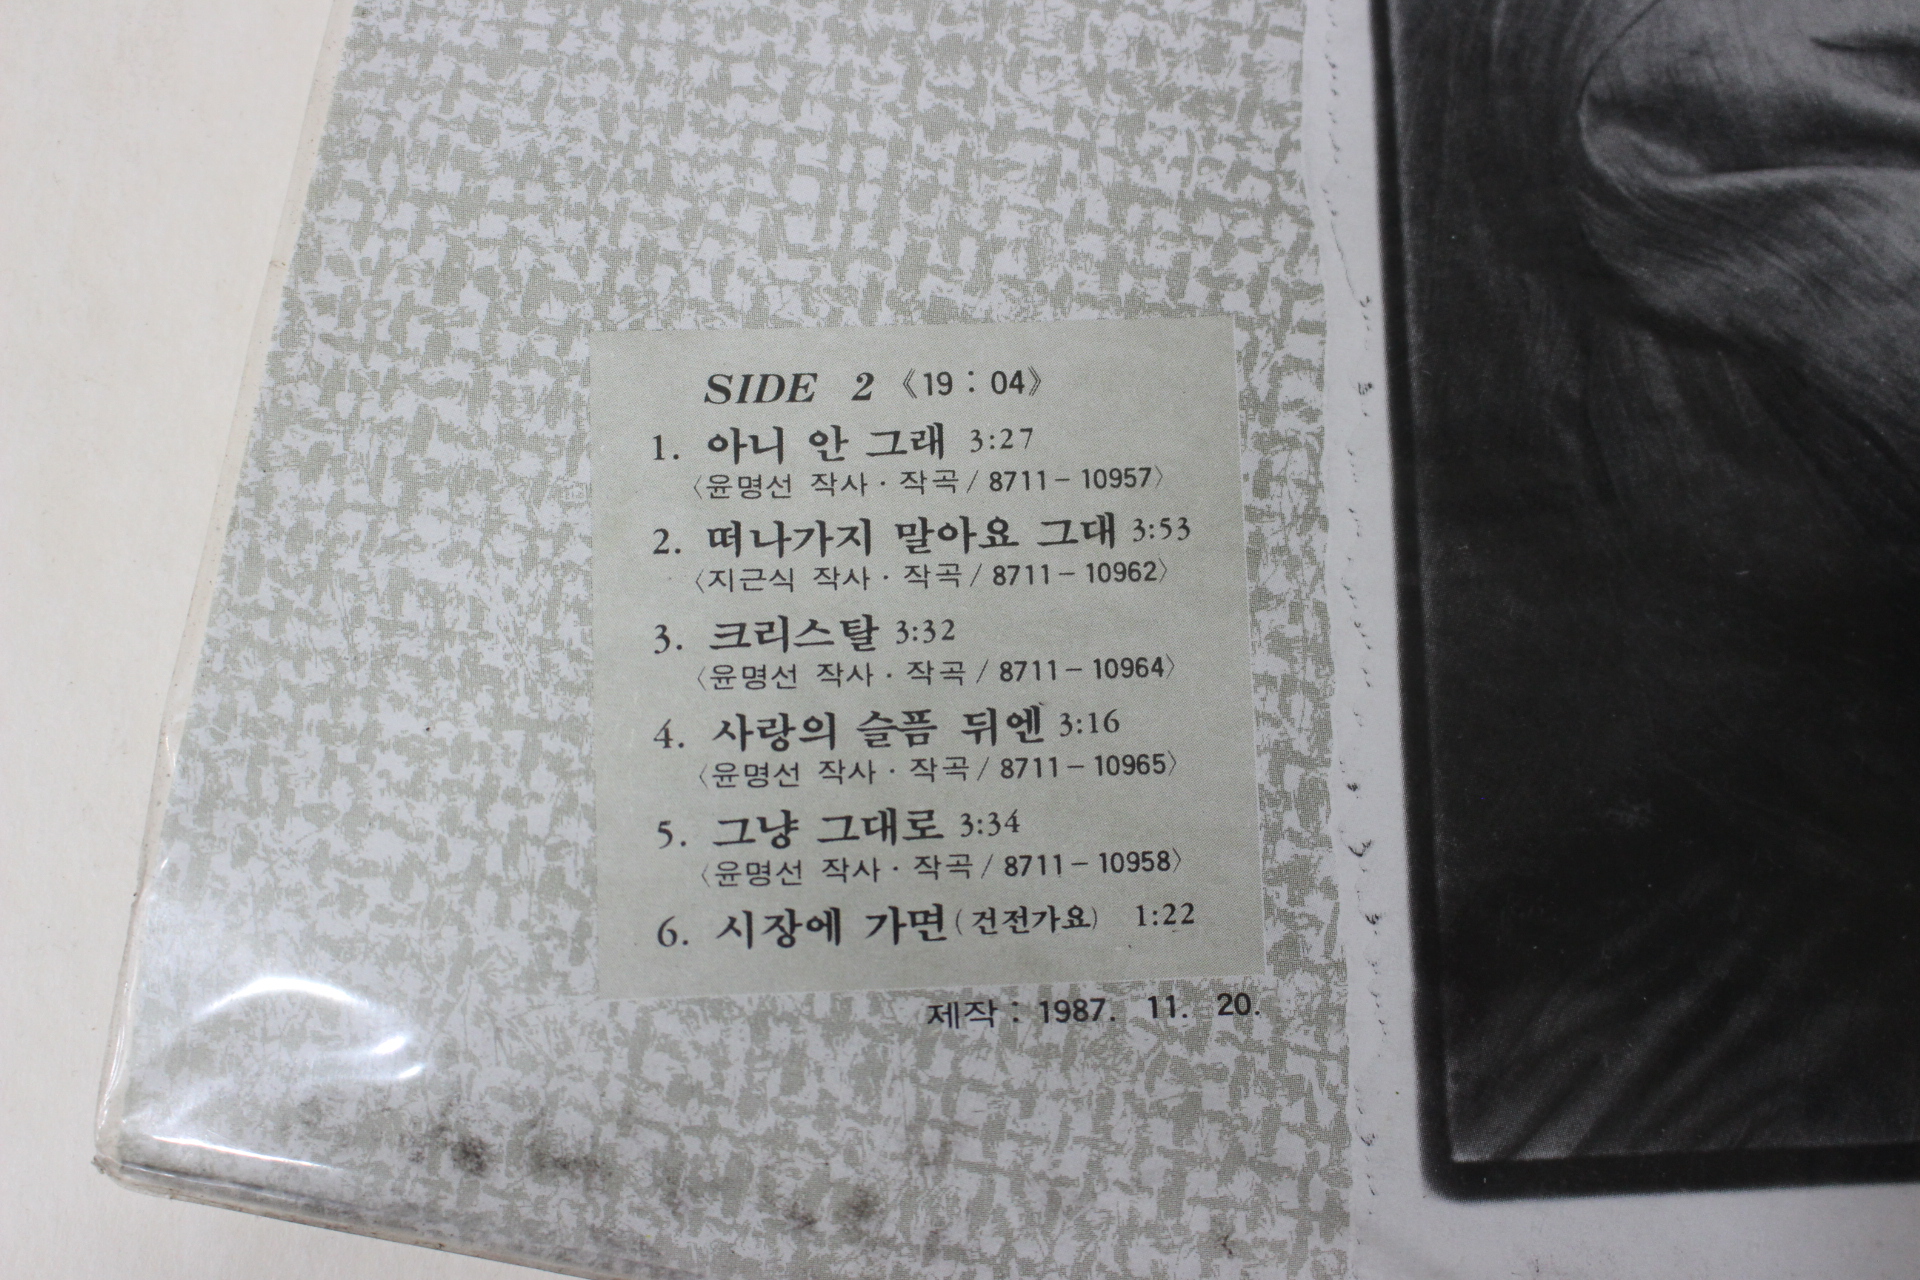 SIDE 2 《19 : 04》
1. 아니 안 그래 3:27
〈윤명선 작사·작곡/8711-10957〉
2. 떠나가지 말아요 그대 3:53
〈지근식 작사·작곡/8711-10962〉
3. 크리스탈 3:32
〈윤명선 작사·작곡/8711-10964〉
4. 사랑의 슬픔 뒤엔 3:16
〈윤명선 작사·작곡/8711-10965〉
5. 그냥 그대로 3:34
〈윤명선 작사·작곡/8711-10958〉
6. 시장에 가면(건전가요) 1:22
제작: 1987. 11. 20.